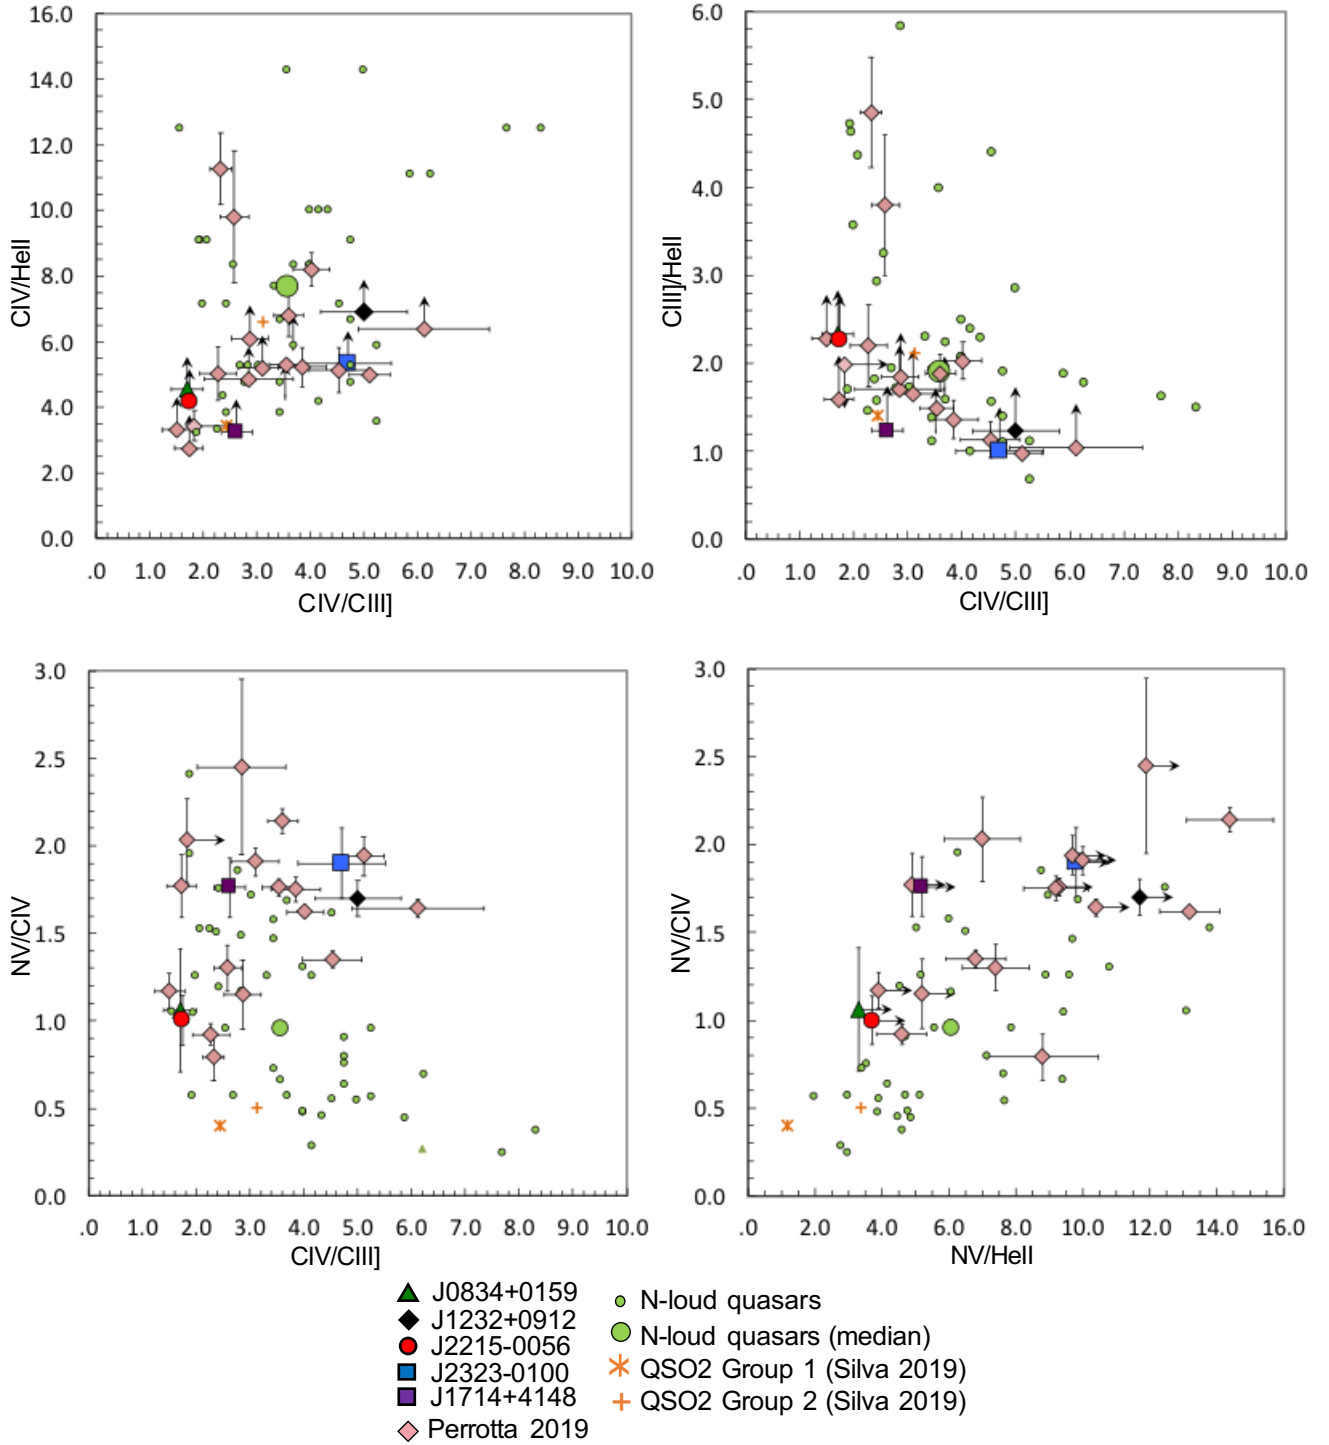 16.0
14.0
12.0
10.0
8.0
6.0
4.0
2.0
0.0
CIV/HeII
.0 1.0 2.0 3.0 4.0 5.0 6.0 7.0 8.0 9.0 10.0
CIV/CIII]
6.0
5.0
4.0
3.0
2.0
1.0
0.0
CIII]/HeII
.0 1.0 2.0 3.0 4.0 5.0 6.0 7.0 8.0 9.0 10.0
CIV/CIII]
3.0
2.5
2.0
1.5
1.0
0.5
0.0
NV/CIV
.0 1.0 2.0 3.0 4.0 5.0 6.0 7.0 8.0 9.0 10.0
CIV/CIII]
3.0
2.5
2.0
1.5
1.0
0.5
0.0
NV/CIV
.0 2.0 4.0 6.0 8.0 10.0 12.0 14.0 16.0
NV/HeII
J0834+0159
J1232+0912
J2215-0056
J2323-0100
J1714+4148
Perrotta 2019
N-loud quasars
N-loud quasars (median)
QSO2 Group 1 (Silva 2019)
QSO2 Group 2 (Silva 2019)